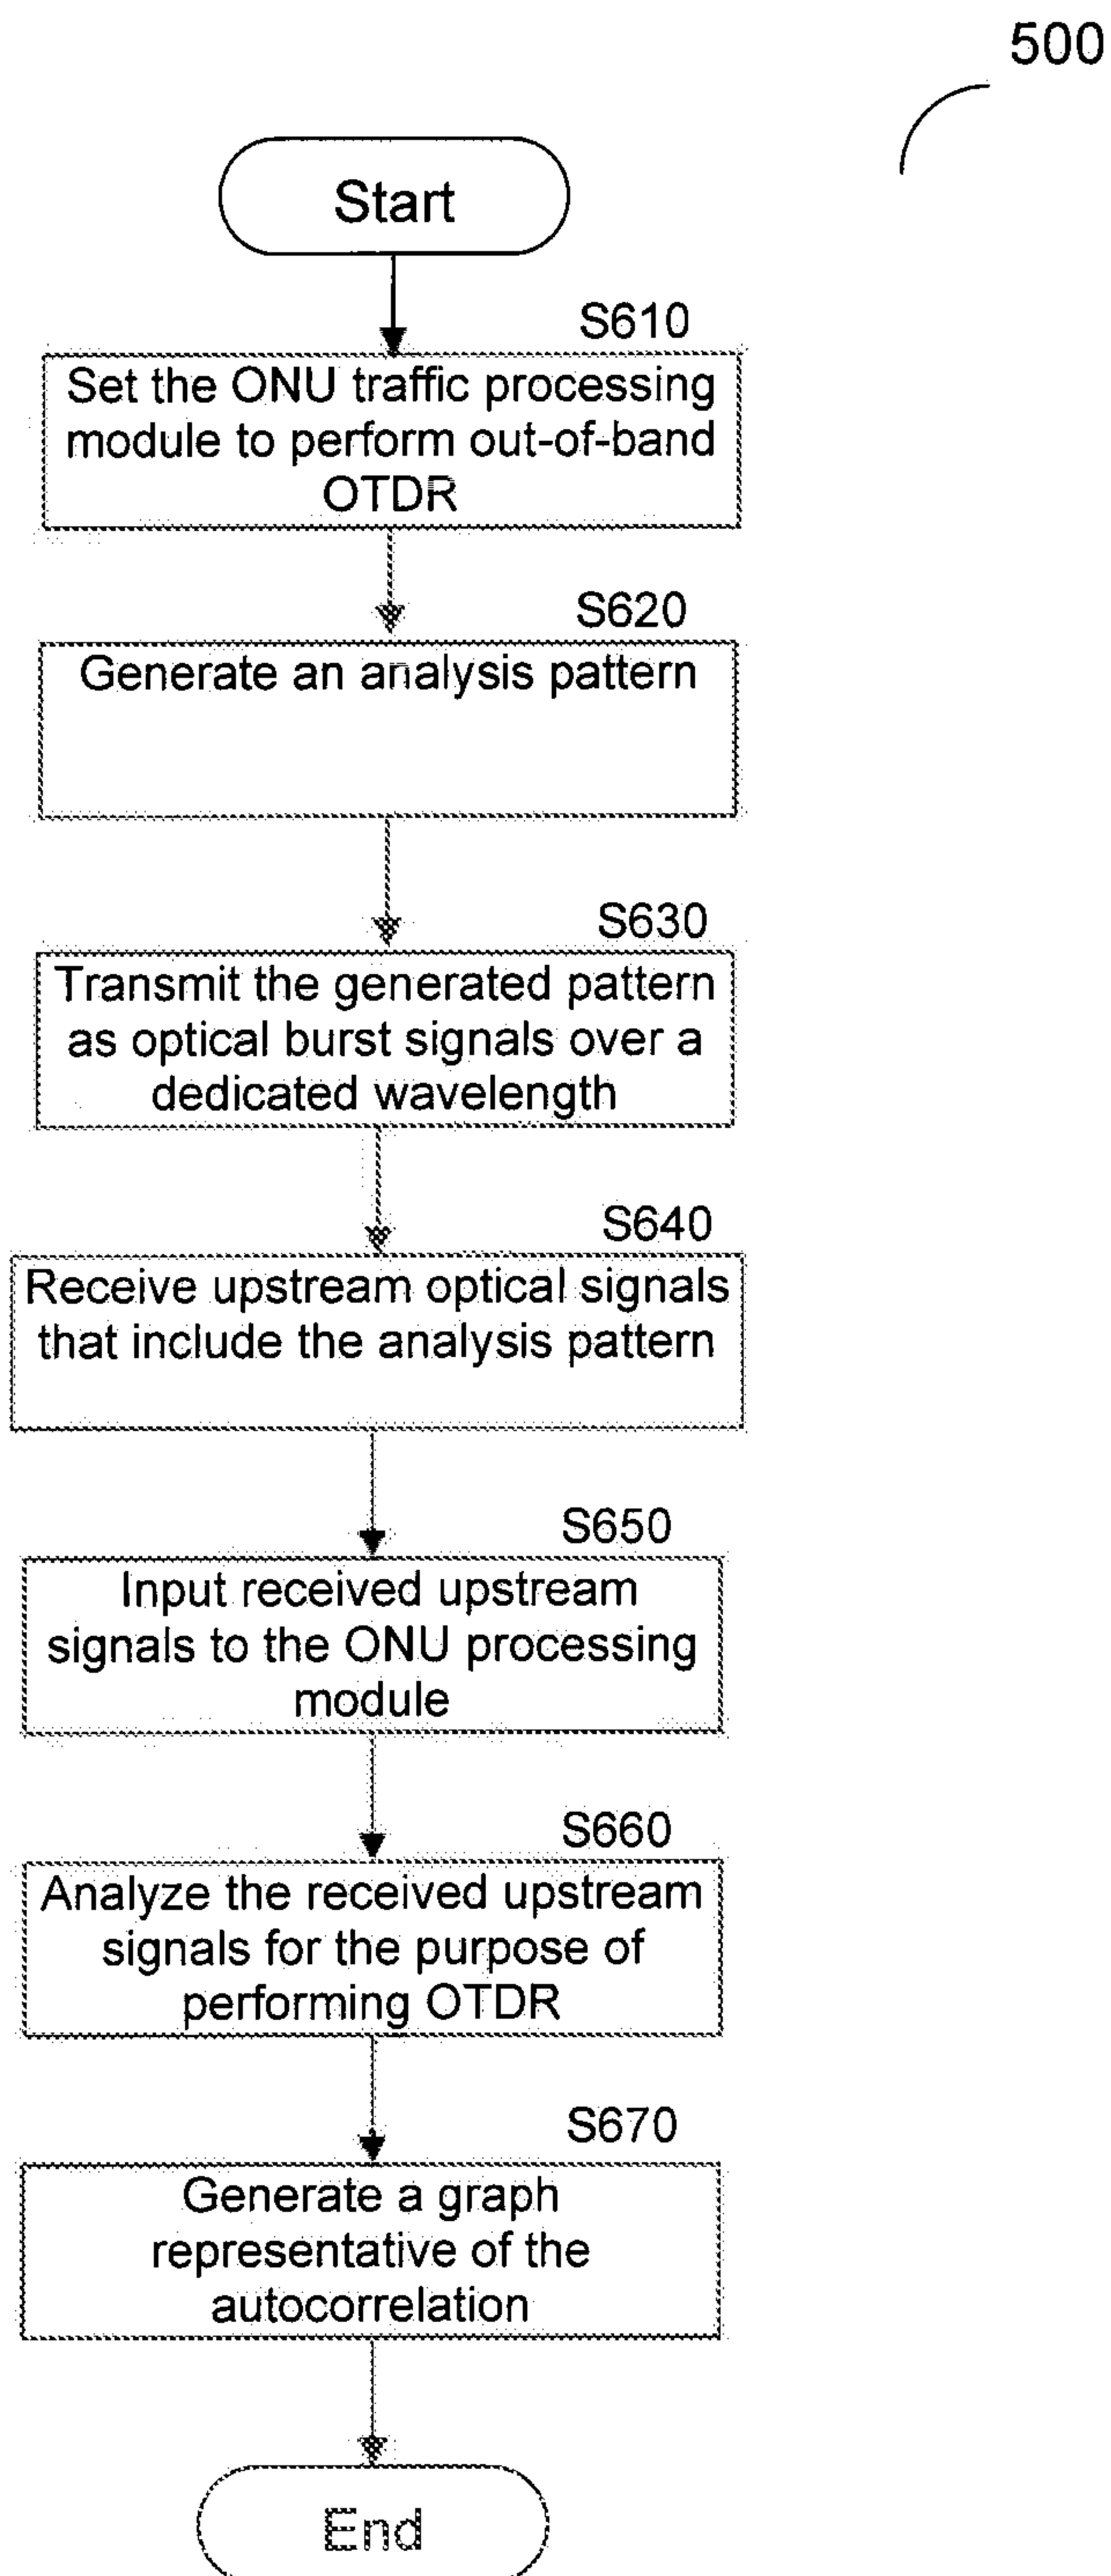 500
Start
S610
Set the ONU traffic processing
module to perform out-of-band
OTDR
S620
Generate an analysis pattern
S630
Transmit the generated pattern
as optical burst signals over a
dedicated wavelength
S640
Receive upstream optical signals
that include the analysis pattern
S650
Input received upstream
signals to the ONU processing
module
S660
Analyze the received upstream
signals for the purpose of
performing OTDR
S670
Generate a graph
representative of the
autocorrelation
End